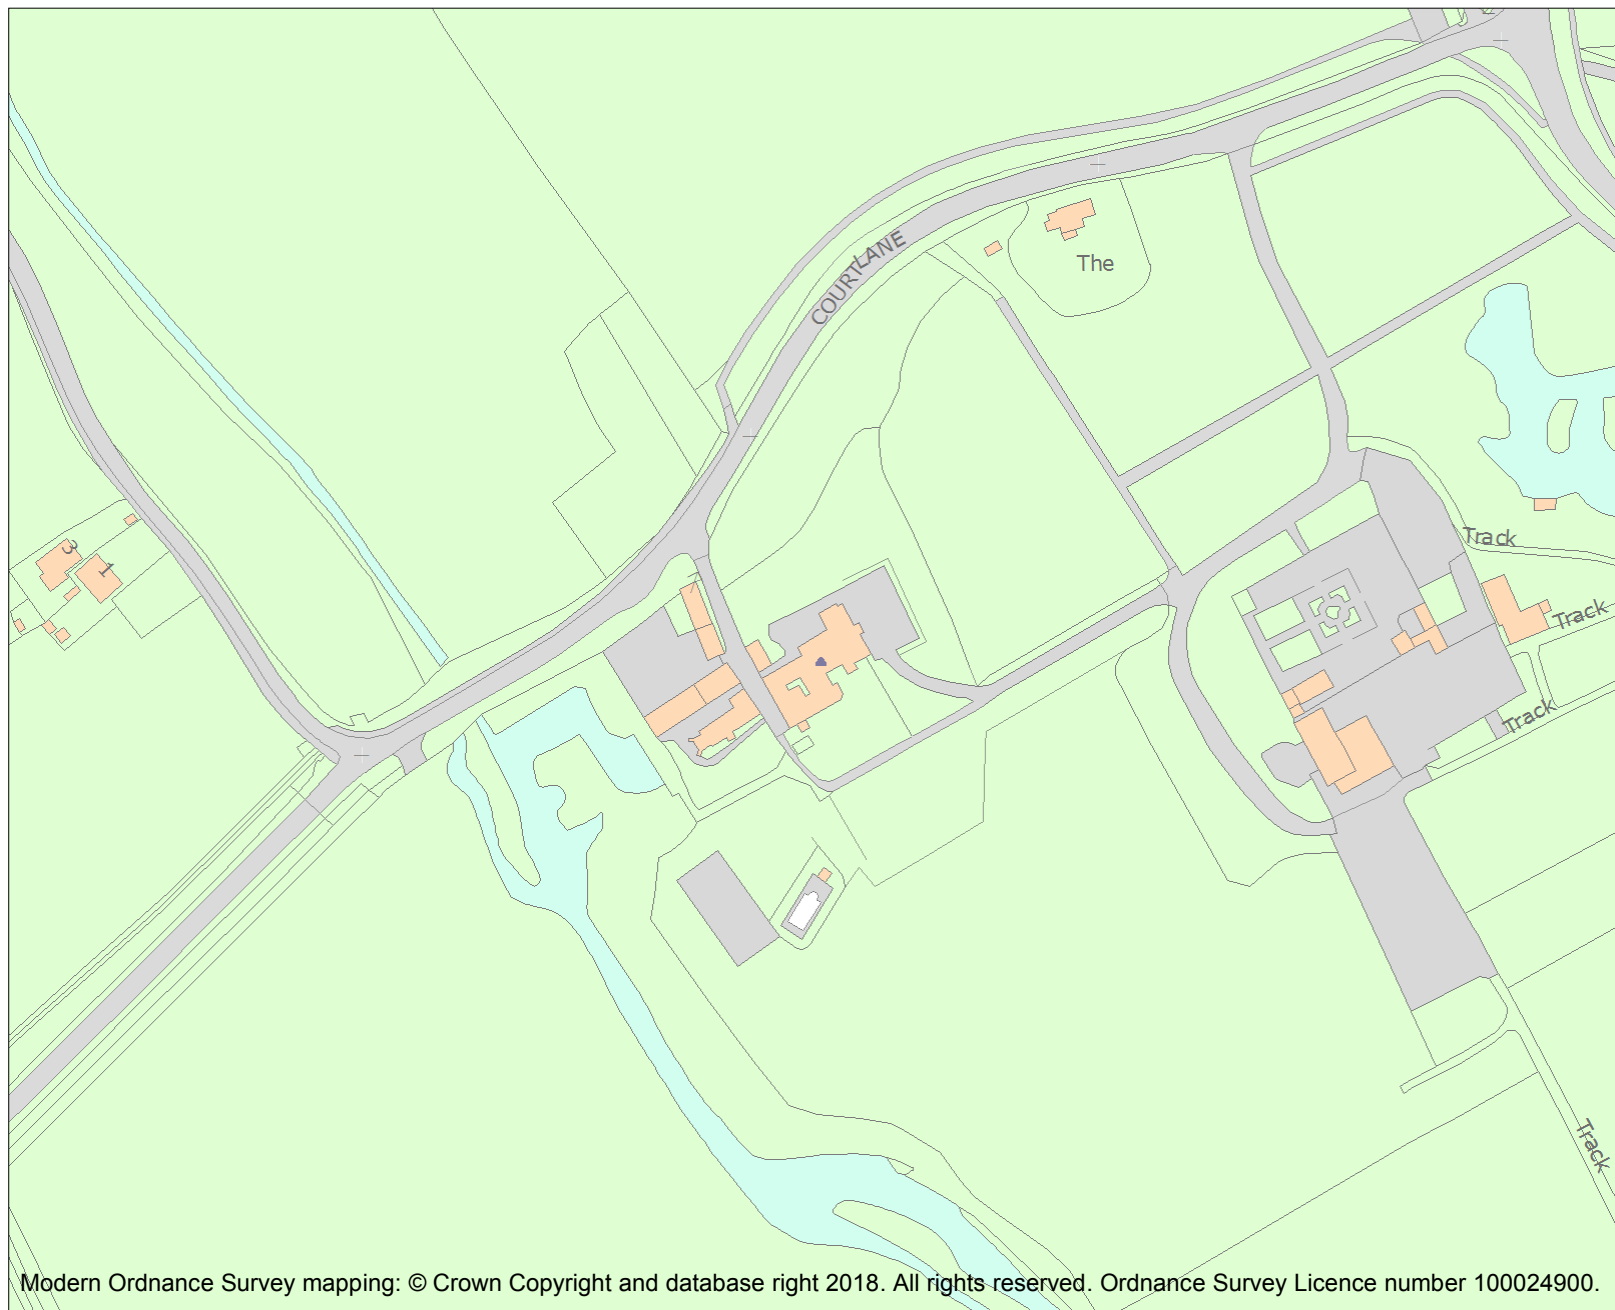 COURT LANE
The
3
1
Track
Track
Track
Track
Modern Ordnance Survey mapping: © Crown Copyright and database right 2018. All rights reserved. Ordnance Survey Licence number 100024900.